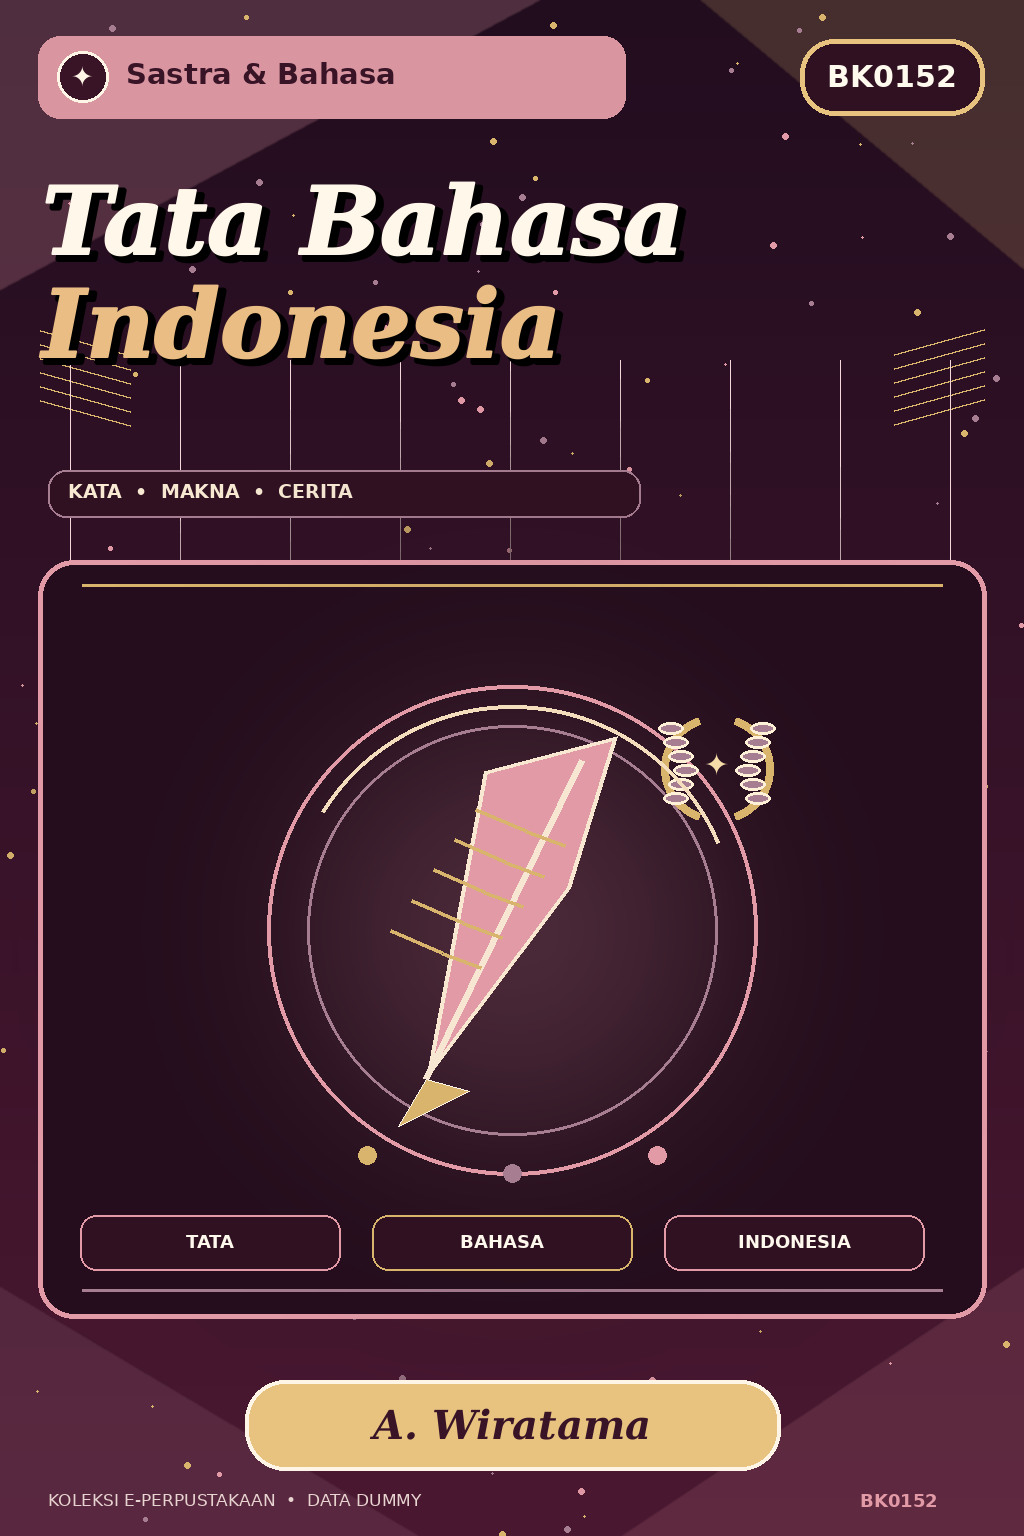 Sastra & Bahasa
BK0152
Tata Bahasa
Indonesia
KATA • MAKNA • CERITA
TATA
BAHASA
INDONESIA
A. Wiratama
KOLEKSI E-PERPUSTAKAAN • DATA DUMMY
BK0152